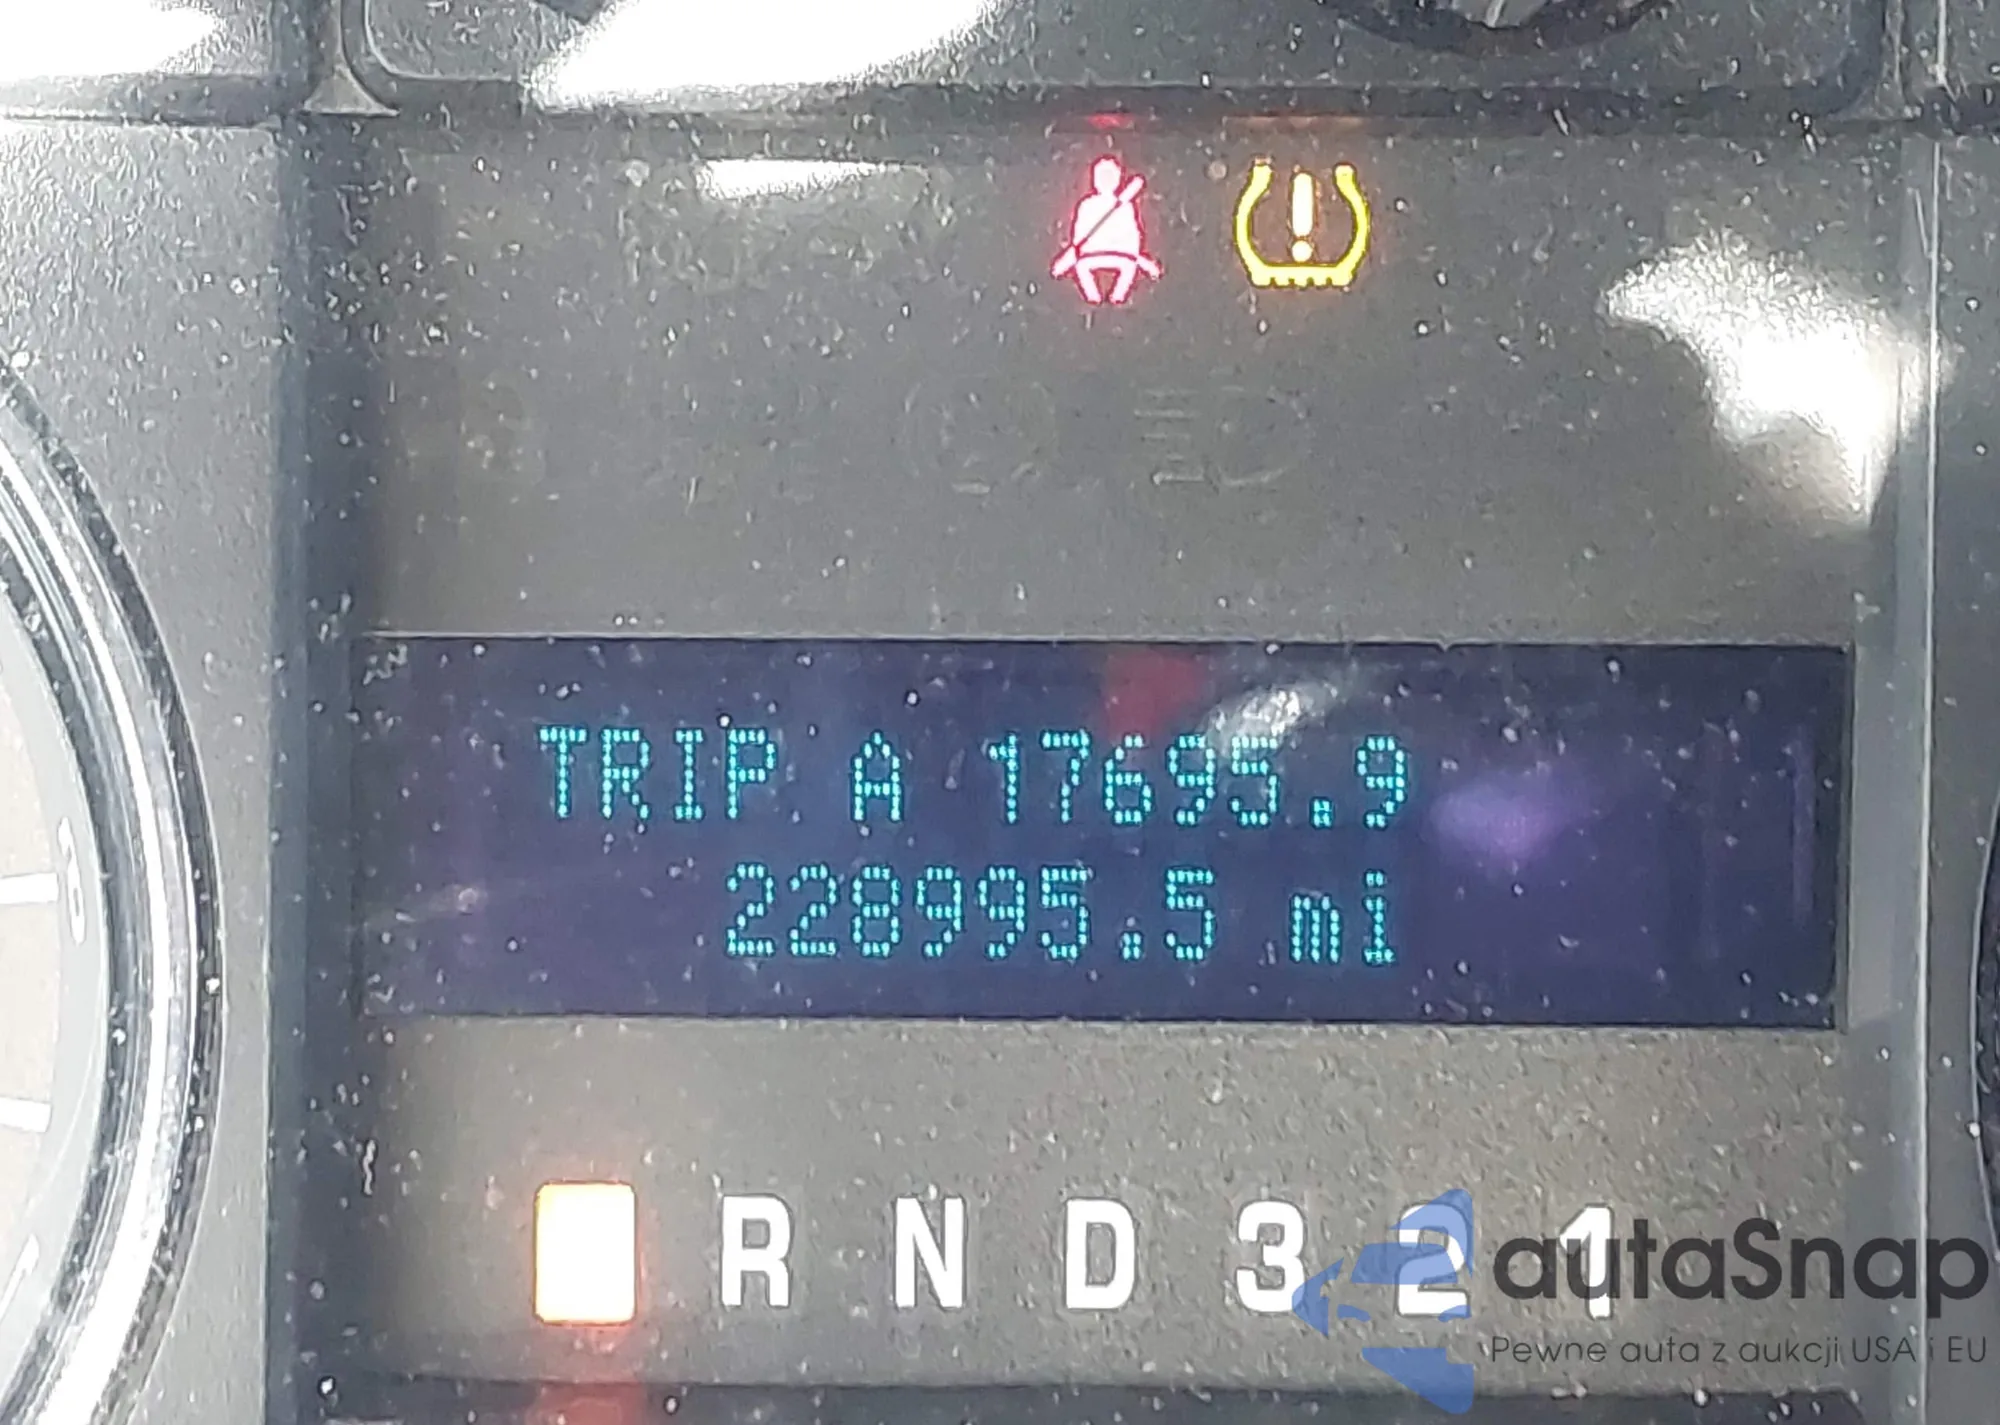 TRIP A 17695.9
228995.5 mi
R N D 3 2 1
autaSnap
Pewne auta z aukcji USA i EU